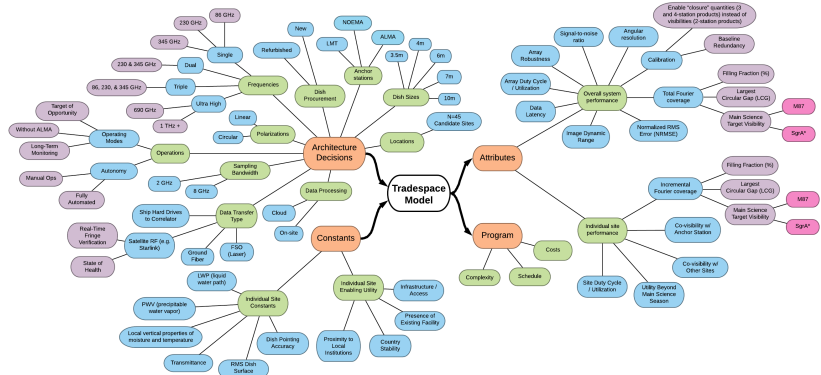 86 GHz
230 GHz
345 GHz
Single
230 & 345 GHz
Dual
86, 230, & 345 GHz
Triple
690 GHz
Ultra High
1 THz +
Frequencies
New
Refurbished
Dish
Procurement
NOEMA
LMT
ALMA
Anchor
stations
3.5m
4m
6m
7m
10m
Dish Sizes
N=45
Candidate Sites
Locations
Linear
Circular
Polarizations
Target of
Opportunity
Without ALMA
Long-Term
Monitoring
Operating
Modes
Operations
Manual Ops
Autonomy
Fully
Automated
Sampling
Bandwidth
2 GHz
8 GHz
Architecture
Decisions
Data Processing
Cloud
On-site
Ship Hard Drives
to Correlator
Data Transfer
Type
Real-Time
Fringe
Verification
Satellite RF (e.g.
Starlink)
State of
Health
Ground
Fiber
FSO
(Laser)
Tradespace
Model
Constants
LWP (liquid
water path)
PWV (precipitable
water vapor)
Individual Site
Constants
Local vertical properties of
moisture and temperature
Transmittance
RMS Dish
Surface
Dish Pointing
Accuracy
Individual Site
Enabling Utility
Infrastructure /
Access
Presence of
Existing Facility
Country
Stability
Proximity to
Local
Institutions
Attributes
Enable "closure" quantities (3
and 4-station products) instead of
visibilities (2-station products)
Signal-to-noise
ratio
Angular
resolution
Baseline
Redundancy
Array
Robustness
Calibration
Array Duty Cycle
/ Utilization
Overall system
performance
Total Fourier
coverage
Filling Fraction (%)
Largest
Circular Gap (LCG)
Main Science
Target Visibility
M87
SgrA*
Data
Latency
Image Dynamic
Range
Normalized RMS
Error (NRMSE)
Individual site
performance
Incremental
Fourier coverage
Filling Fraction (%)
Largest
Circular Gap (LCG)
Main Science
Target Visibility
M87
SgrA*
Co-visibility w/
Anchor Station
Co-visibility w/
Other Sites
Site Duty Cycle
/ Utilization
Utility Beyond
Main Science
Season
Program
Costs
Complexity
Schedule